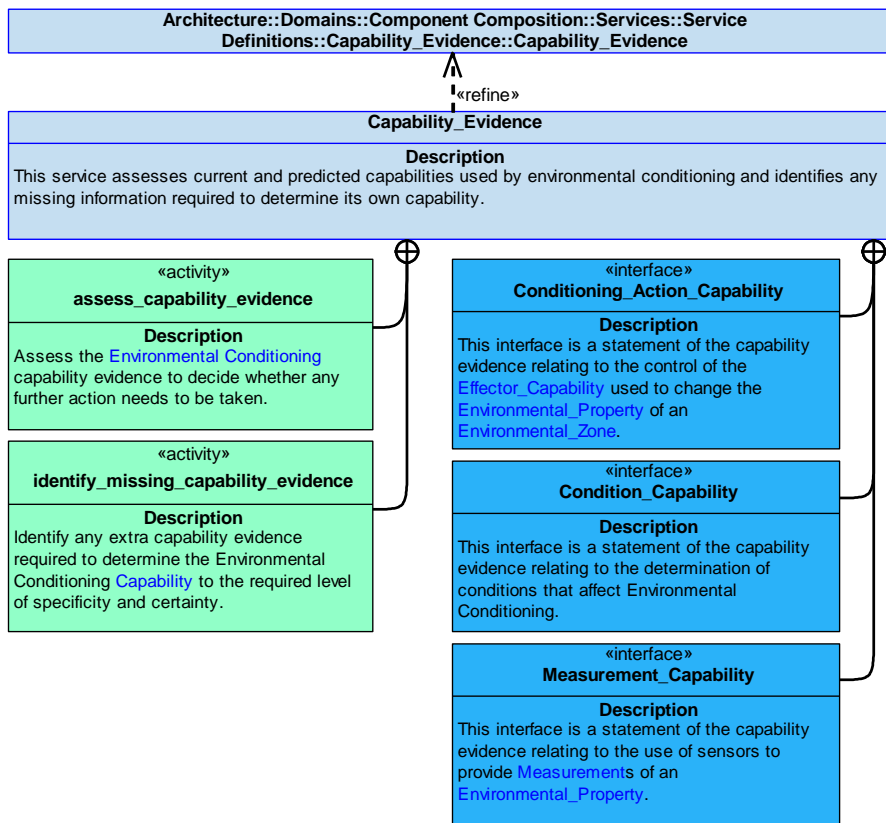 Architecture::Domains::Component Composition::Services::Service
Definitions::Capability_Evidence::Capability_Evidence
«refine»
Capability_Evidence
Description
This service assesses current and predicted capabilities used by environmental conditioning and identifies any
missing information required to determine its own capability.
«activity»
assess_capability_evidence
Description
Assess the Environmental Conditioning
capability evidence to decide whether any
further action needs to be taken.
«activity»
identify_missing_capability_evidence
Description
Identify any extra capability evidence
required to determine the Environmental
Conditioning Capability to the required level
of specificity and certainty.
«interface»
Conditioning_Action_Capability
Description
This interface is a statement of the capability
evidence relating to the control of the
Effector_Capability used to change the
Environmental_Property of an
Environmental_Zone.
«interface»
Condition_Capability
Description
This interface is a statement of the capability
evidence relating to the determination of
conditions that affect Environmental
Conditioning.
«interface»
Measurement_Capability
Description
This interface is a statement of the capability
evidence relating to the use of sensors to
provide Measurements of an
Environmental_Property.